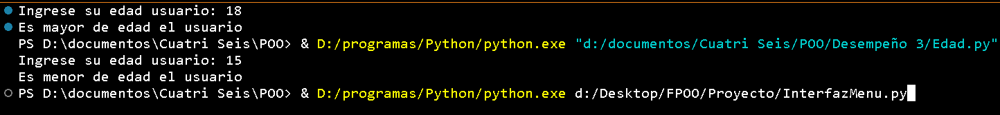 Ingrese su edad usuario: 18
Es mayor de edad el usuario
PS D:\documentos\Cuatri Seis\POO> & D:/programas/Python/python.exe "d:/documentos/Cuatri Seis/POO/Desempeño 3/Edad.py"
Ingrese su edad usuario: 15
Es menor de edad el usuario
PS D:\documentos\Cuatri Seis\POO> & D:/programas/Python/python.exe d:/Desktop/FPOO/Proyecto/InterfazMenu.py